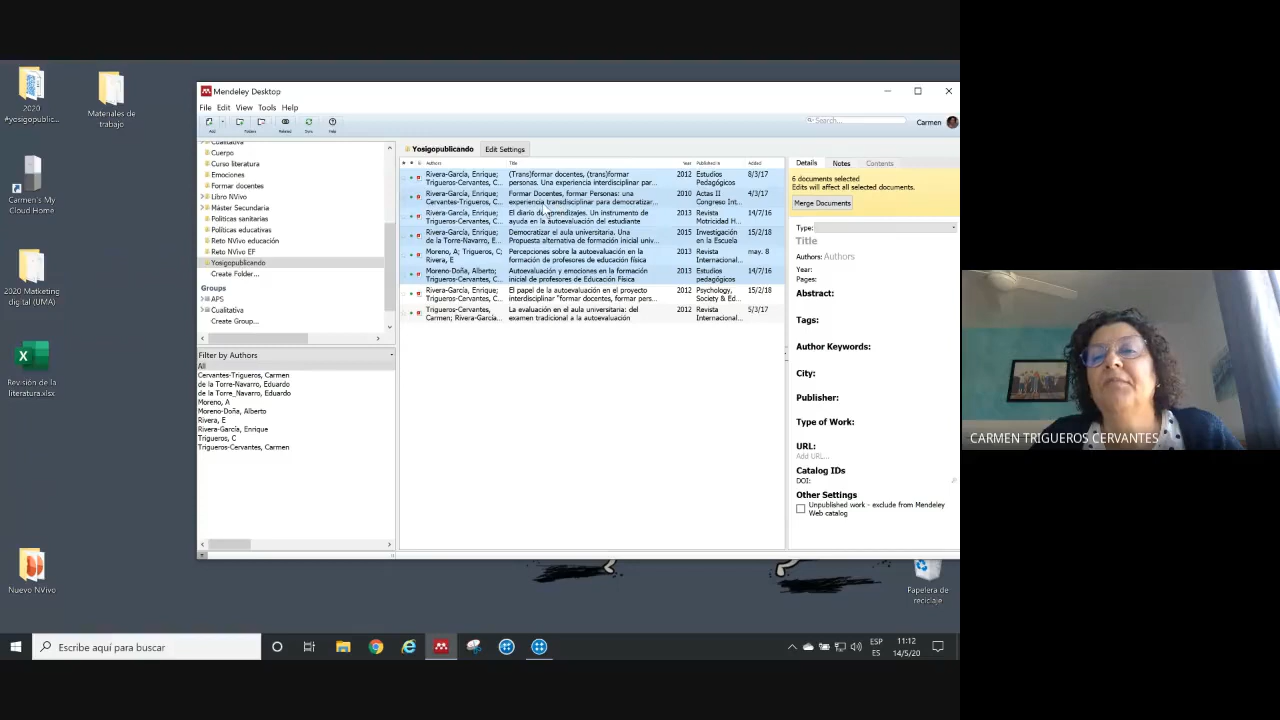 2020
#yosigopublic...
Materiales de
trabajo
Carmen's My
Cloud Home
2020 Marketing
digital (UMA)
Revisión de la
literatura.xlsx
Nuevo NVivo
Mendeley Desktop
File Edit View Tools Help
Add Folders Related Sync Help
Search...
Carmen
Cualitativa
Cuerpo
Curso literatura
Emociones
Formar docentes
Libro NVivo
Máster Secundaria
Políticas sanitarias
Políticas educativas
Reto NVivo educación
Reto NVivo EF
Yosigopublicando
Create Folder...
Groups
APS
Cualitativa
Create Group...
Filter by Authors
All
Cervantes-Trigueros, Carmen
de la Torre-Navarro, Eduardo
de la Torre_Navarro, Eduardo
Moreno, A
Moreno-Doña, Alberto
Rivera, E
Rivera-García, Enrique
Trigueros, C
Trigueros-Cervantes, Carmen
Yosigopublicando Edit Settings
Authors Title Year Published In Added
Rivera-García, Enrique; (Trans)formar docentes, (trans)formar 2012 Estudios 8/3/17
Trigueros-Cervantes, C... personas. Una experiencia interdisciplinar par... Pedagógicos
Rivera-García, Enrique; Formar Docentes, formar Personas: una 2010 Actas II 4/3/17
Cervantes-Trigueros, C... experiencia transdisciplinar para democratizar... Congreso Int...
Rivera-García, Enrique; El diario de aprendizajes. Un instrumento de 2013 Revista 14/7/16
Trigueros-Cervantes, C... ayuda en la autoevaluación del estudiante Motricidad H...
Rivera-García, Enrique; Democratizar el aula universitaria. Una 2015 Investigación 15/2/18
de la Torre-Navarro, E... Propuesta alternativa de formación inicial univ... en la Escuela
Moreno, A; Trigueros, C; Percepciones sobre la autoevaluación en la 2013 Revista may. 8
Rivera, E formación de profesores de educación física Internacional...
Moreno-Doña, Alberto; Autoevaluación y emociones en la formación 2013 Estudios 14/7/16
Trigueros-Cervantes, C... inicial de profesores de Educación Física pedagógicos
Rivera-García, Enrique; El papel de la autoevaluación en el proyecto 2012 Psychology, 15/2/18
Trigueros-Cervantes, C... interdisciplinar "formar docentes, formar pers... Society & Ed...
Trigueros-Cervantes, La evaluación en el aula universitaria: del 2012 Revista 5/3/17
Carmen; Rivera-García... examen tradicional a la autoevaluación Internacional...
Details Notes Contents
6 documents selected
Edits will affect all selected documents.
Merge Documents
Type:
Title
Authors: Authors
Year:
Pages:
Abstract:
Tags:
Author Keywords:
City:
Publisher:
Type of Work:
URL:
Add URL...
Catalog IDs
DOI:
Other Settings
Unpublished work - exclude from Mendeley
Web catalog
Papelera de
reciclaje
CARMEN TRIGUEROS CERVANTES
Escribe aquí para buscar
ESP
ES
11:12
14/5/20